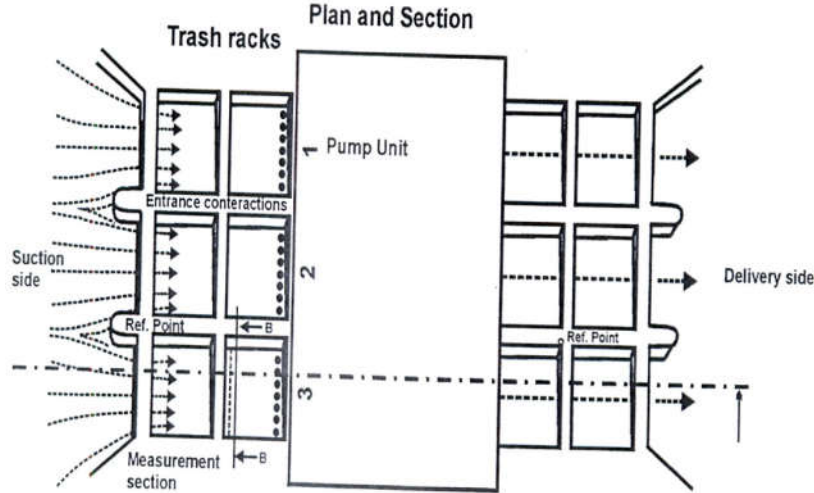 Plan and Section
Trash racks
1
Pump Unit
Entrance conteractions
Suction
side
2
Delivery side
Ref. Point
B
Ref. Point
3
B
Measurement
section